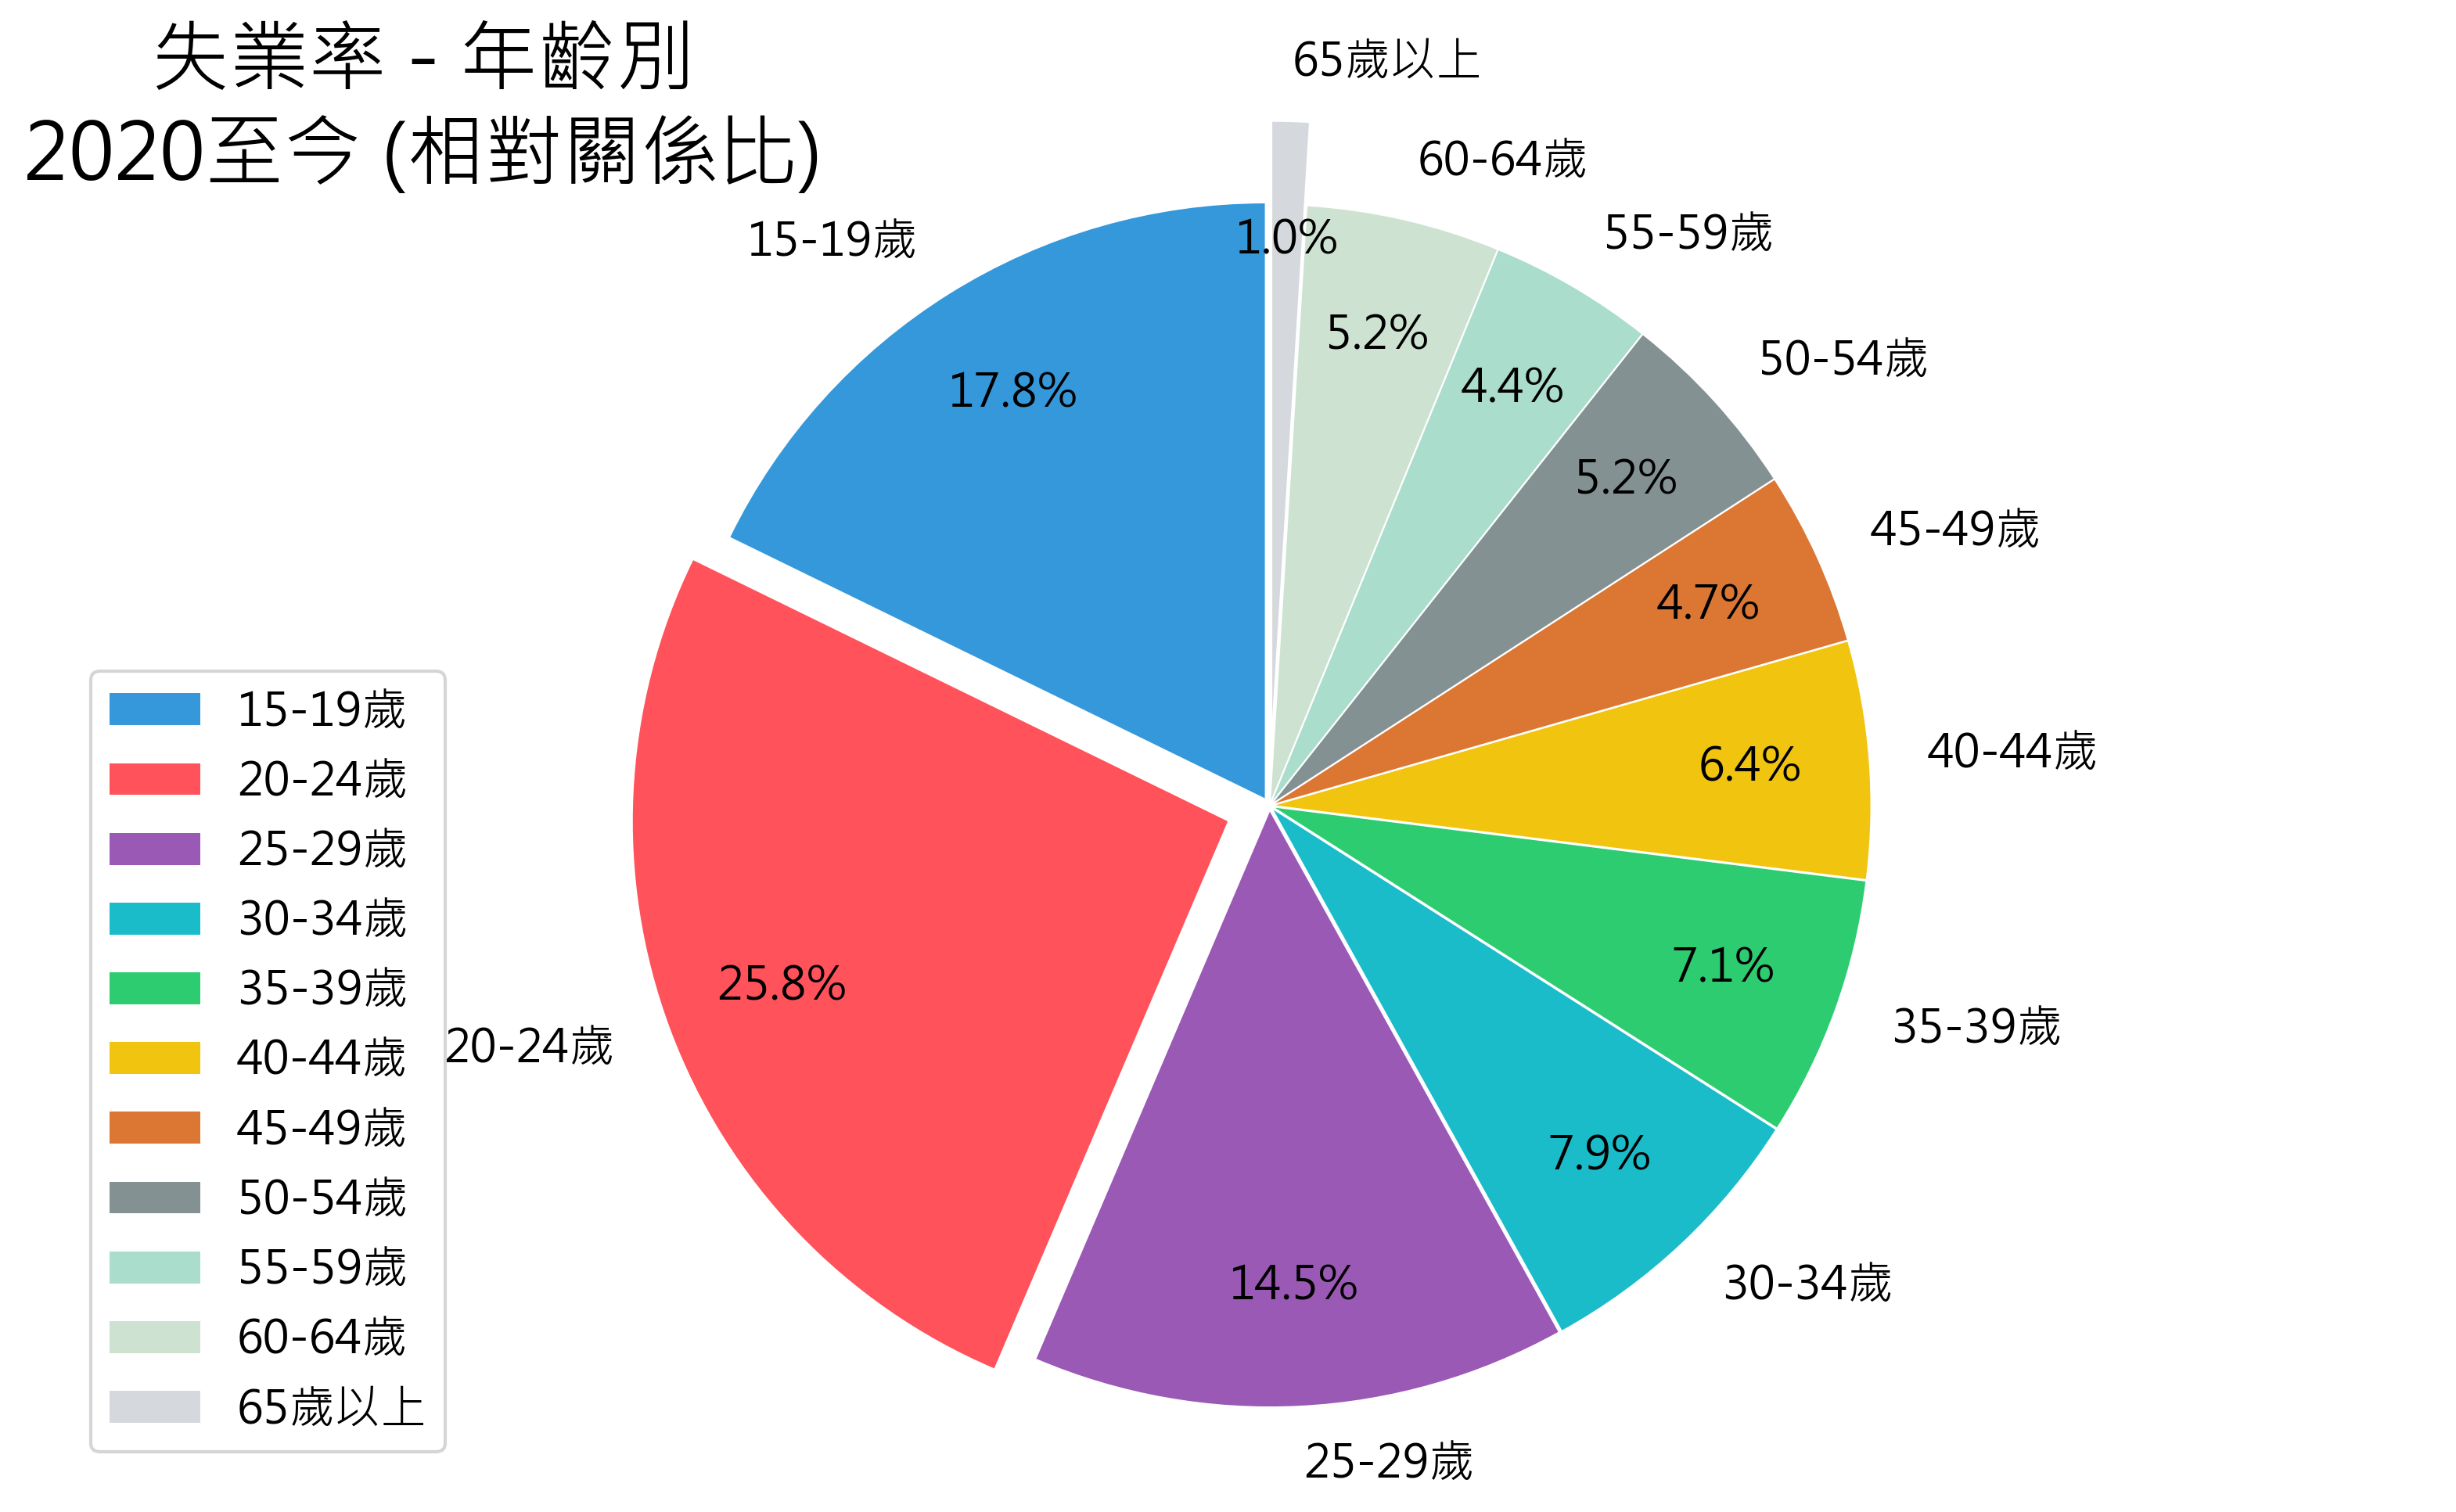 失業率 - 年齡別
2020至今 (相對關係比)
65歲以上
60-64歲
55-59歲
15-19歲
1.0%
5.2%
50-54歲
4.4%
17.8%
5.2%
45-49歲
4.7%
40-44歲
6.4%
7.1%
25.8%
35-39歲
20-24歲
7.9%
14.5%
30-34歲
25-29歲
15-19歲
20-24歲
25-29歲
30-34歲
35-39歲
40-44歲
45-49歲
50-54歲
55-59歲
60-64歲
65歲以上